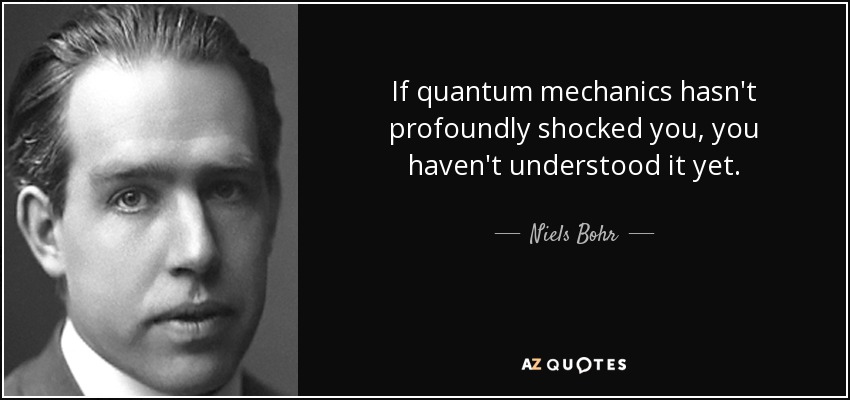 If quantum mechanics hasn't
profoundly shocked you, you
haven't understood it yet.
Niels Bohr
AZ QUOTES